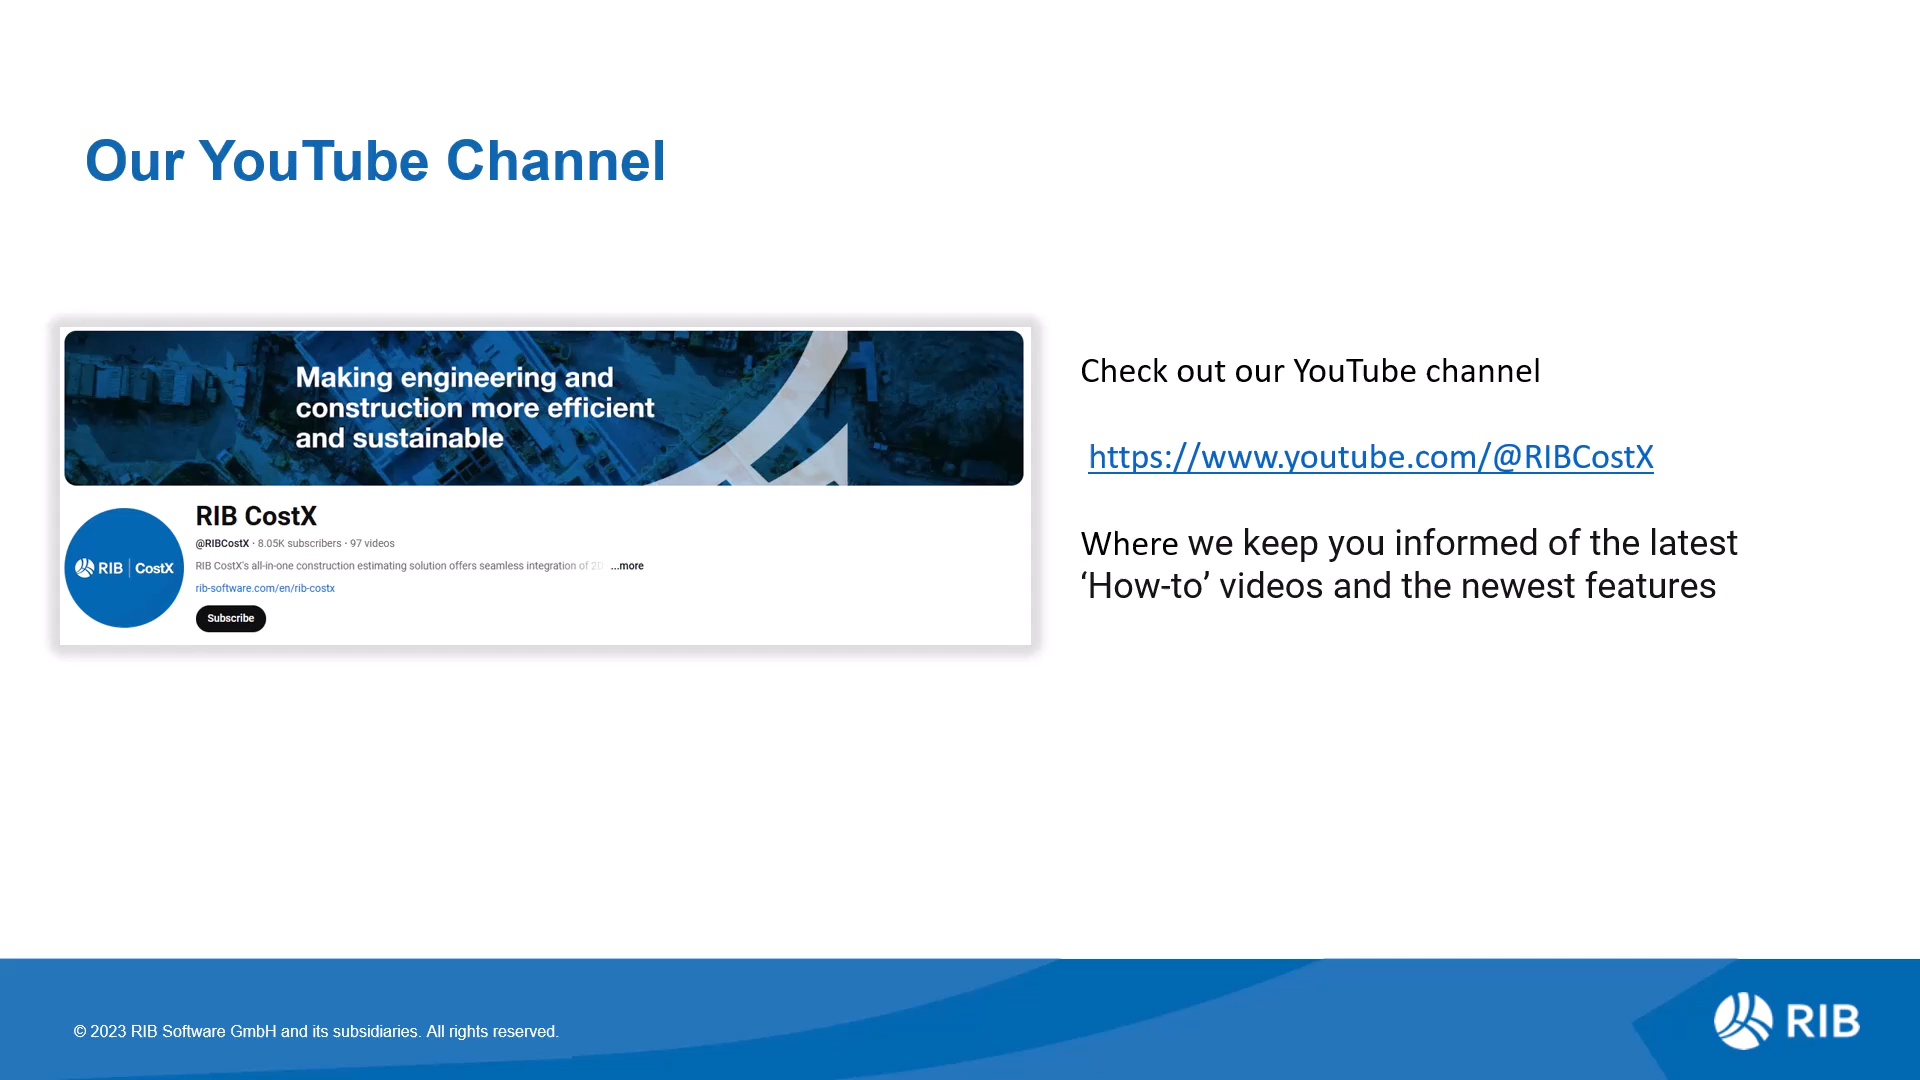 Our YouTube Channel
Making engineering and
construction more efficient
and sustainable
RIB | CostX
RIB CostX
@RIBCostX · 8.05K subscribers · 97 videos
RIB CostX's all-in-one construction estimating solution offers seamless integration of 2D ...more
rib-software.com/en/rib-costx
Subscribe
Check out our YouTube channel
https://www.youtube.com/@RIBCostX
Where we keep you informed of the latest
‘How-to’ videos and the newest features
© 2023 RIB Software GmbH and its subsidiaries. All rights reserved.
RIB